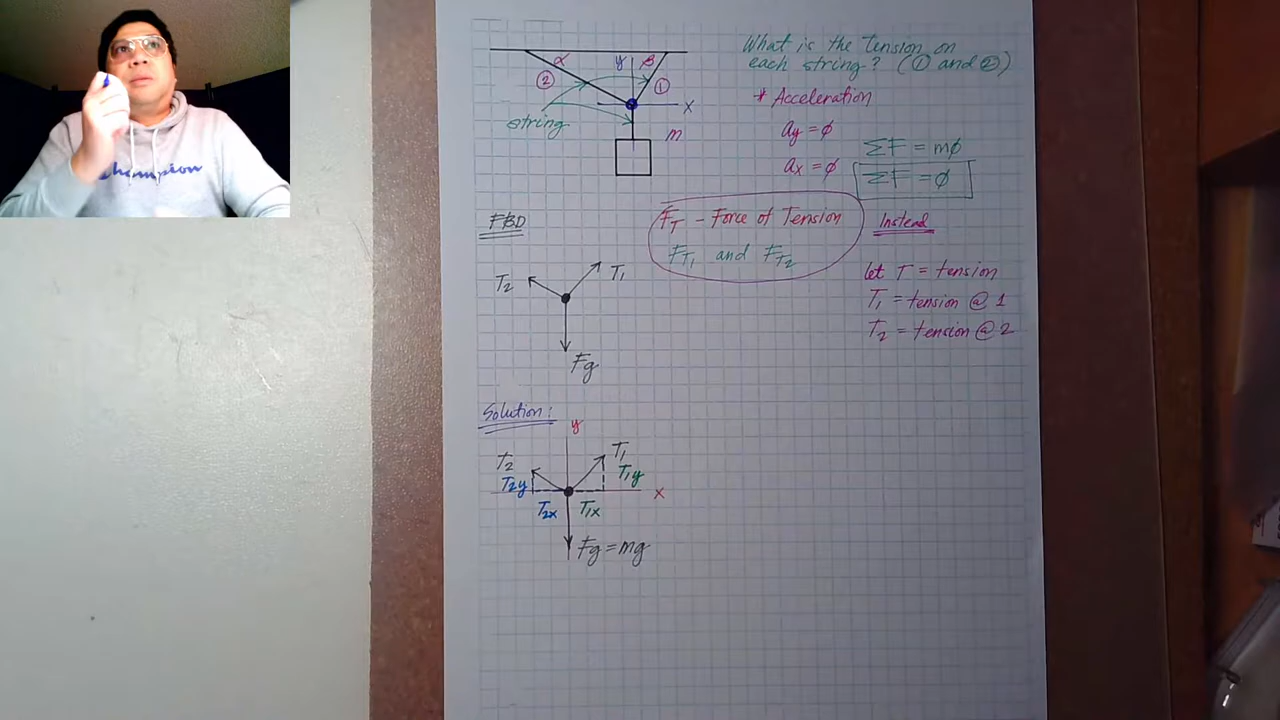 Champion
α
y
β
②
①
x
string
m
What is the tension on
each string? (① and ②)
* Acceleration
ay = ϕ
ax = ϕ
ΣF = mϕ
ΣF = ϕ
FBD
T2
T1
Fg
FT - Force of Tension
FT1 and FT2
Instead
let T = tension
T1 = tension @ 1
T2 = tension @ 2
Solution:
y
T2
T1
T2y
T1y
x
T2x
T1x
Fg = mg